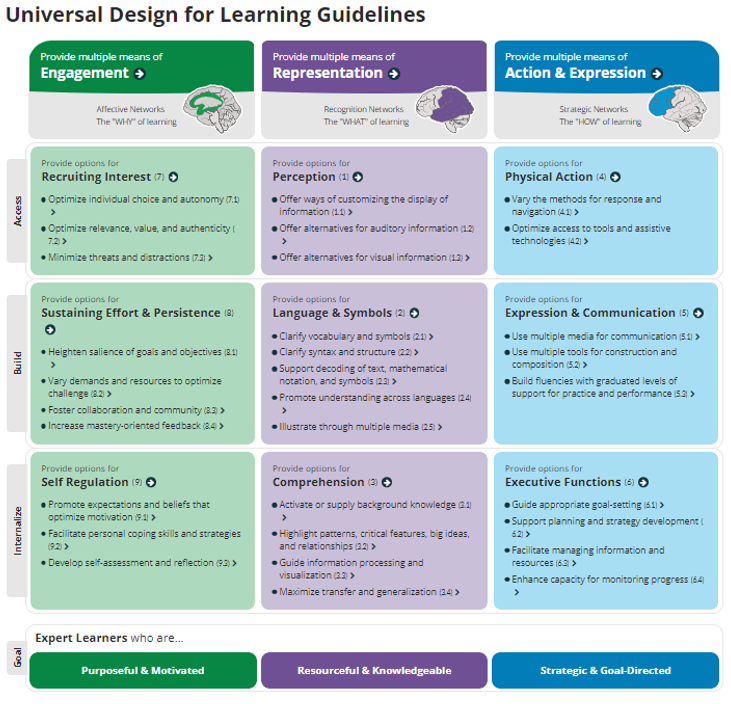 Universal Design for Learning Guidelines
Provide multiple means of
Engagement
Affective Networks
The "WHY" of learning
Provide multiple means of
Representation
Recognition Networks
The "WHAT" of learning
Provide multiple means of
Action & Expression
Strategic Networks
The "HOW" of learning
Access
Provide options for
Recruiting Interest (7)
Optimize individual choice and autonomy (7.1)
Optimize relevance, value, and authenticity (
7.2)
Minimize threats and distractions (7.3)
Provide options for
Perception (1)
Offer ways of customizing the display of
information (1.1)
Offer alternatives for auditory information (1.2)
Offer alternatives for visual information (1.3)
Provide options for
Physical Action (4)
Vary the methods for response and
navigation (4.1)
Optimize access to tools and assistive
technologies (4.2)
Build
Provide options for
Sustaining Effort & Persistence (8)
Heighten salience of goals and objectives (8.1)
Vary demands and resources to optimize
challenge (8.2)
Foster collaboration and community (8.3)
Increase mastery-oriented feedback (8.4)
Provide options for
Language & Symbols (2)
Clarify vocabulary and symbols (2.1)
Clarify syntax and structure (2.2)
Support decoding of text, mathematical
notation, and symbols (2.3)
Promote understanding across languages (2.4)
Illustrate through multiple media (2.5)
Provide options for
Expression & Communication (5)
Use multiple media for communication (5.1)
Use multiple tools for construction and
composition (5.2)
Build fluencies with graduated levels of
support for practice and performance (5.3)
Internalize
Provide options for
Self Regulation (9)
Promote expectations and beliefs that
optimize motivation (9.1)
Facilitate personal coping skills and strategies
(9.2)
Develop self-assessment and reflection (9.3)
Provide options for
Comprehension (3)
Activate or supply background knowledge (3.1)
Highlight patterns, critical features, big ideas,
and relationships (3.2)
Guide information processing and
visualization (3.3)
Maximize transfer and generalization (3.4)
Provide options for
Executive Functions (6)
Guide appropriate goal-setting (6.1)
Support planning and strategy development (
6.2)
Facilitate managing information and
resources (6.3)
Enhance capacity for monitoring progress (6.4)
Goal
Expert Learners who are...
Purposeful & Motivated
Resourceful & Knowledgeable
Strategic & Goal-Directed